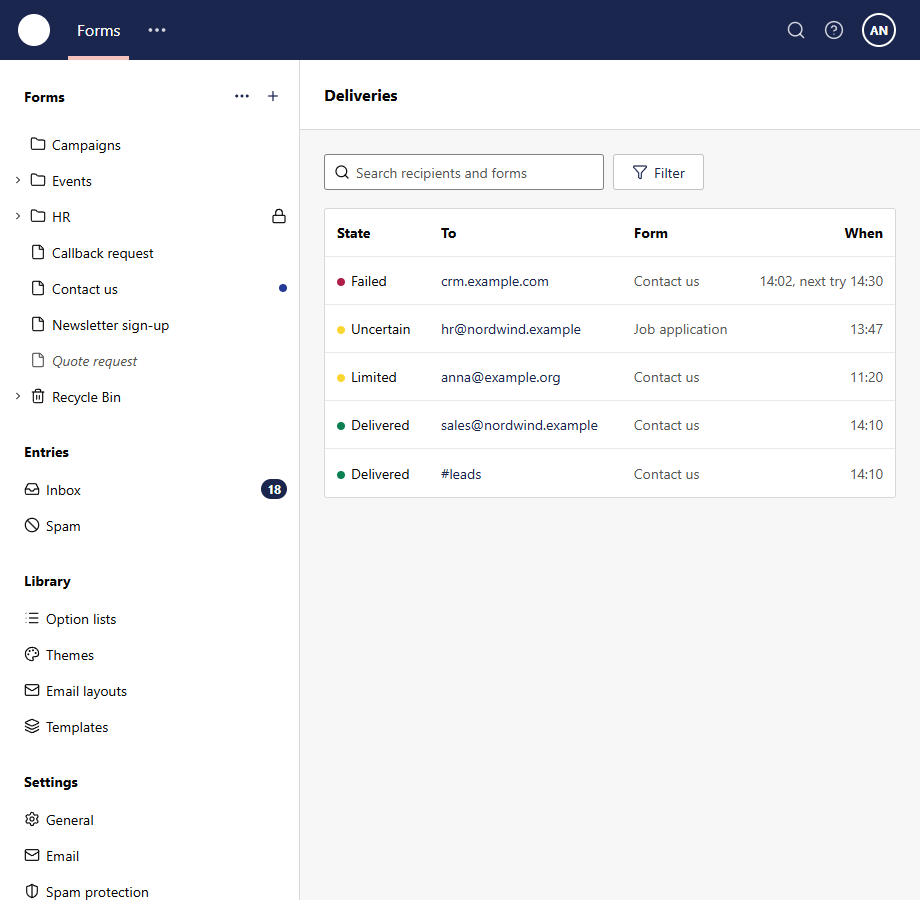 Forms
AN
Forms
Campaigns
Events
HR
Callback request
Contact us
Newsletter sign-up
Quote request
Recycle Bin
Entries
Inbox 18
Spam
Library
Option lists
Themes
Email layouts
Templates
Settings
General
Email
Spam protection
Deliveries
Search recipients and forms
Filter
State To Form When
Failed crm.example.com Contact us 14:02, next try 14:30
Uncertain hr@nordwind.example Job application 13:47
Limited anna@example.org Contact us 11:20
Delivered sales@nordwind.example Contact us 14:10
Delivered #leads Contact us 14:10